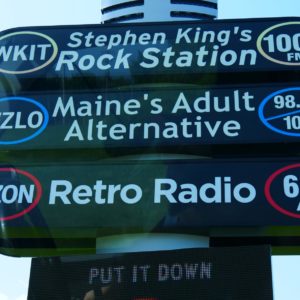 WKIT Stephen King's 100
Rock Station FM
ZLO Maine's Adult 98.
Alternative 10
ZON Retro Radio 6
PUT IT DOWN